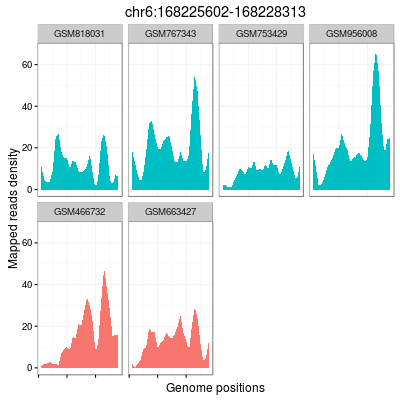 chr6:168225602-168228313
GSM818031 GSM767343 GSM753429 GSM956008
60
40
20
0
GSM466732 GSM663427
60
40
20
0
Mapped reads density
Genome positions